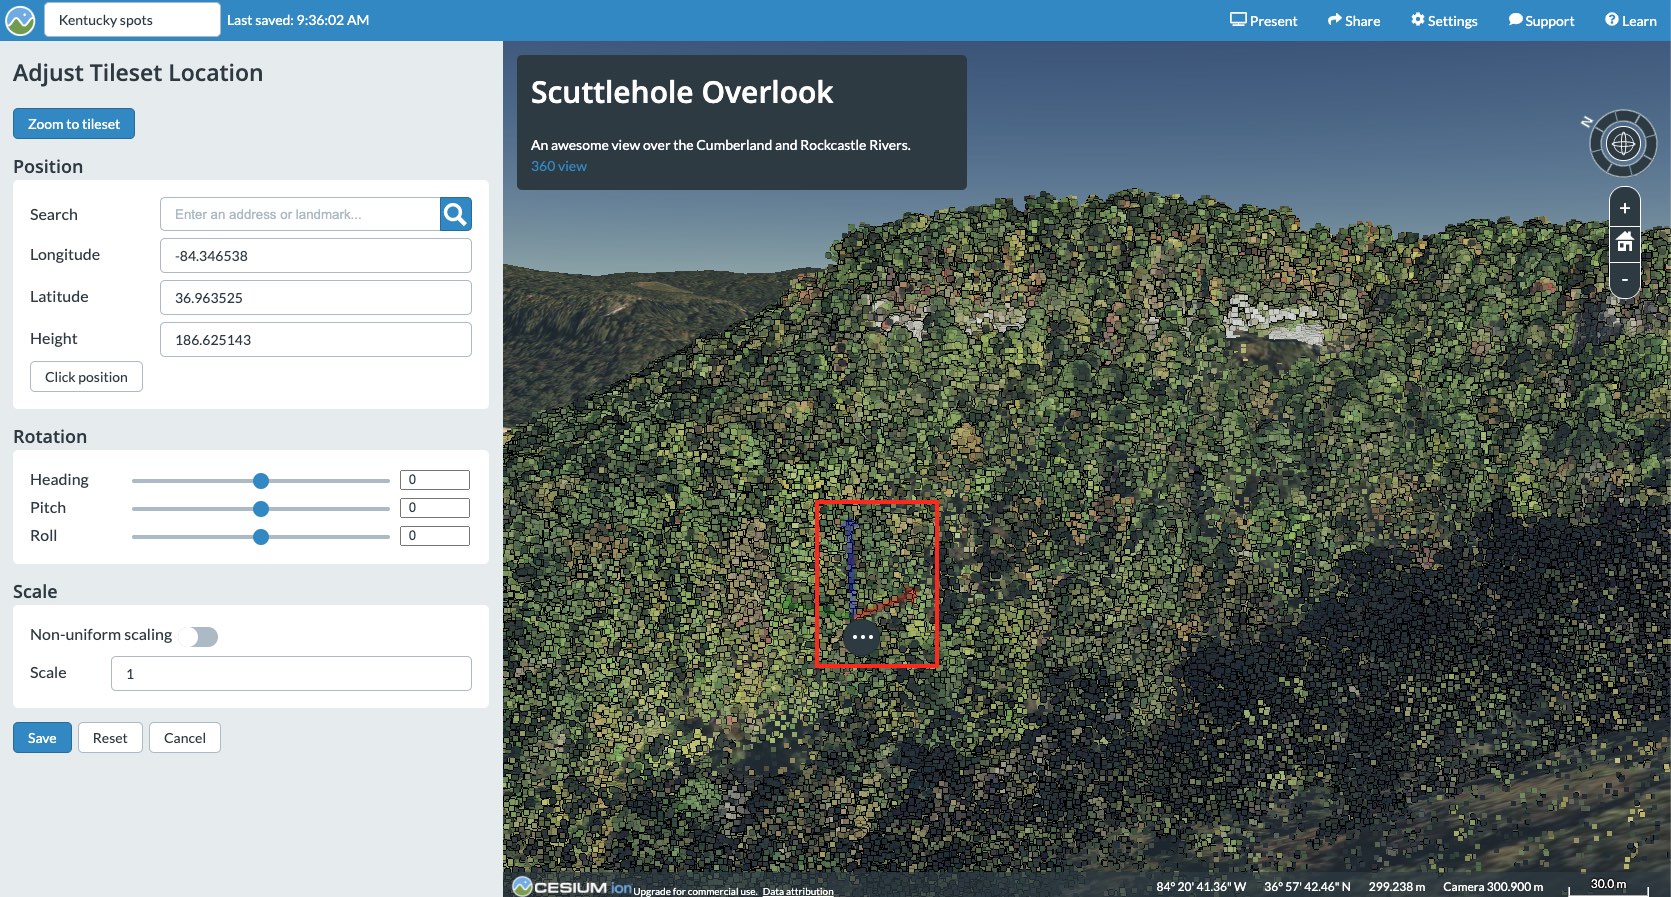 Kentucky spots
Last saved: 9:36:02 AM
Present
Share
Settings
Support
Learn
Adjust Tileset Location
Zoom to tileset
Position
Search
Enter an address or landmark...
Longitude
-84.346538
Latitude
36.963525
Height
186.625143
Click position
Rotation
Heading
0
Pitch
0
Roll
0
Scale
Non-uniform scaling
Scale
1
Save
Reset
Cancel
Scuttlehole Overlook
An awesome view over the Cumberland and Rockcastle Rivers.
360 view
N
+
-
CESIUM ion
Upgrade for commercial use. Data attribution
84° 20' 41.36" W
36° 57' 42.46" N
299.238 m
Camera 300.900 m
30.0 m